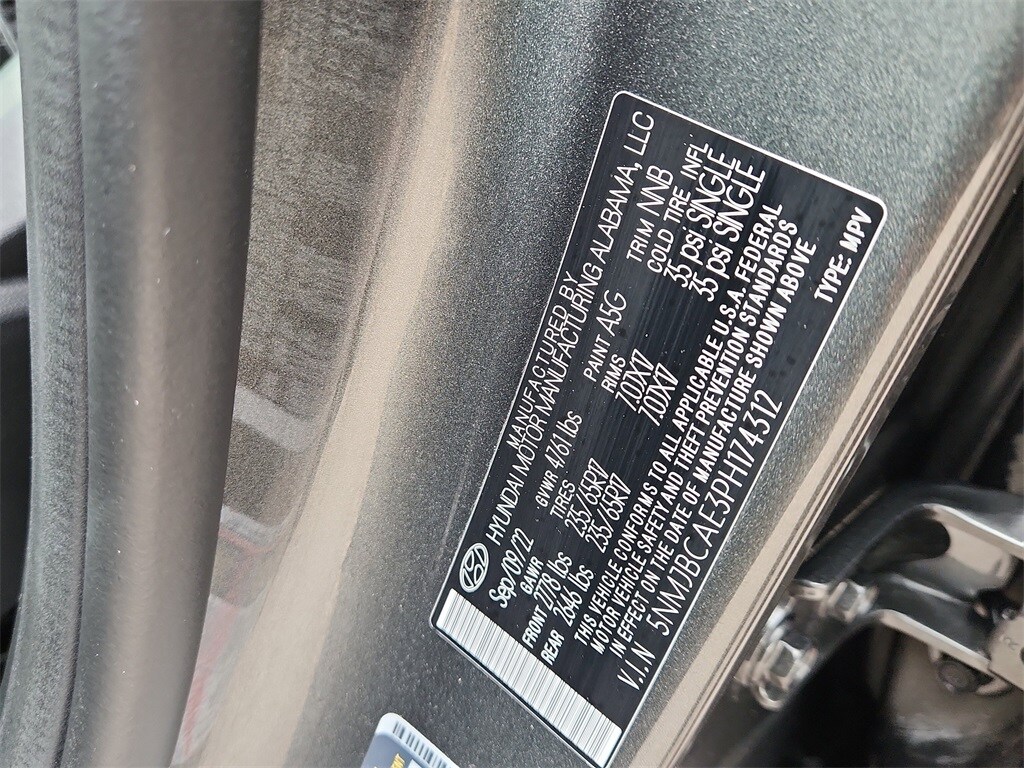 MANUFACTURED BY
HYUNDAI MOTOR MANUFACTURING ALABAMA, LLC
Sep/09/22 GVWR 4761 lbs PAINT A5G TRIM NNB
GAWR TIRES RIMS COLD TIRE INFL
FRONT 2778 lbs 235/65R17 7.0JX17 35 psi SINGLE
REAR 2646 lbs 235/65R17 7.0JX17 35 psi SINGLE
THIS VEHICLE CONFORMS TO ALL APPLICABLE U.S.A. FEDERAL
MOTOR VEHICLE SAFETY AND THEFT PREVENTION STANDARDS
IN EFFECT ON THE DATE OF MANUFACTURE SHOWN ABOVE
V.I.N 5NMJBCAE3PH174312 TYPE: MPV